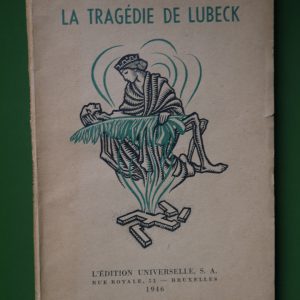 LA TRAGÉDIE DE LUBECK
L'ÉDITION UNIVERSELLE, S. A.
RUE ROYALE, 53 — BRUXELLES
1946